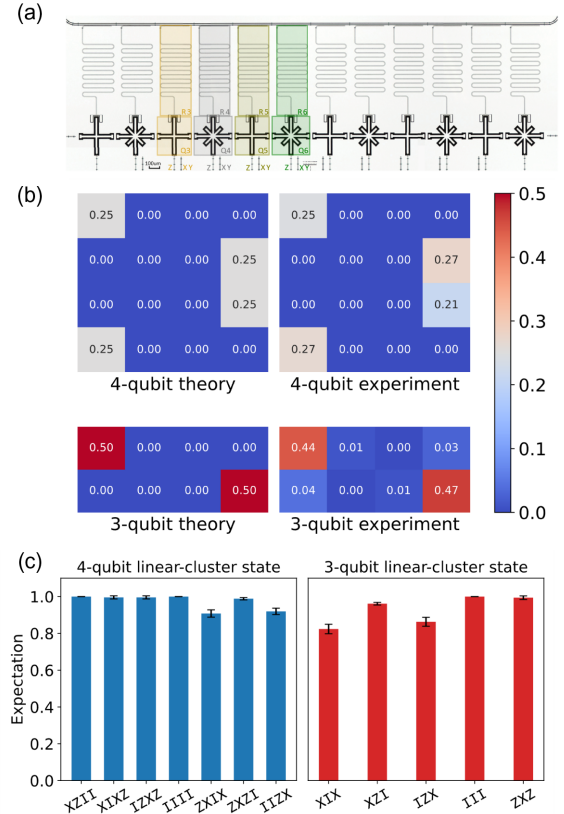 (a)
R3 R4 R5 R6
Q3 Q4 Q5 Q6
100um Z XY Z XY Z XY Z XY
(b)
0.25 0.00 0.00 0.00 0.25 0.00 0.00 0.00 0.5
0.00 0.00 0.00 0.25 0.00 0.00 0.00 0.27 0.4
0.00 0.00 0.00 0.25 0.00 0.00 0.00 0.21 0.3
0.25 0.00 0.00 0.00 0.27 0.00 0.00 0.00
4-qubit theory 4-qubit experiment
0.2
0.50 0.00 0.00 0.00 0.44 0.01 0.00 0.03 0.1
0.00 0.00 0.00 0.50 0.04 0.00 0.01 0.47 0.0
3-qubit theory 3-qubit experiment
(c)
4-qubit linear-cluster state 3-qubit linear-cluster state
Expectation
1.0
0.8
0.6
0.4
0.2
0.0
XZII XIXZ IZXZ IIII ZXIX ZXZI IIZX XIX XZI IZX III ZXZ